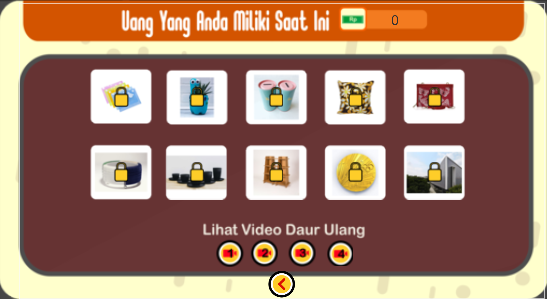 Uang Yang Anda Miliki Saat Ini
Rp 0
Lihat Video Daur Ulang
1 2 3 4